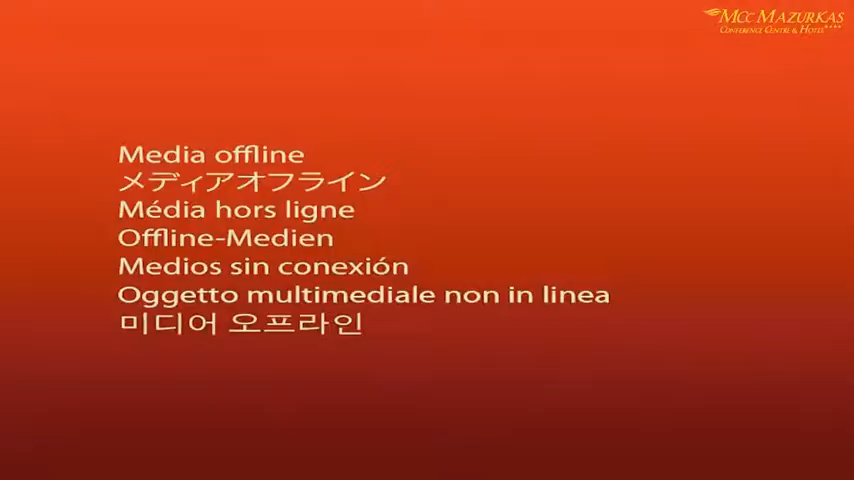 MCC MAZURKAS
CONFERENCE CENTRE & HOTEL****
Media offline
メディアオフライン
Média hors ligne
Offline-Medien
Medios sin conexión
Oggetto multimediale non in linea
미디어 오프라인